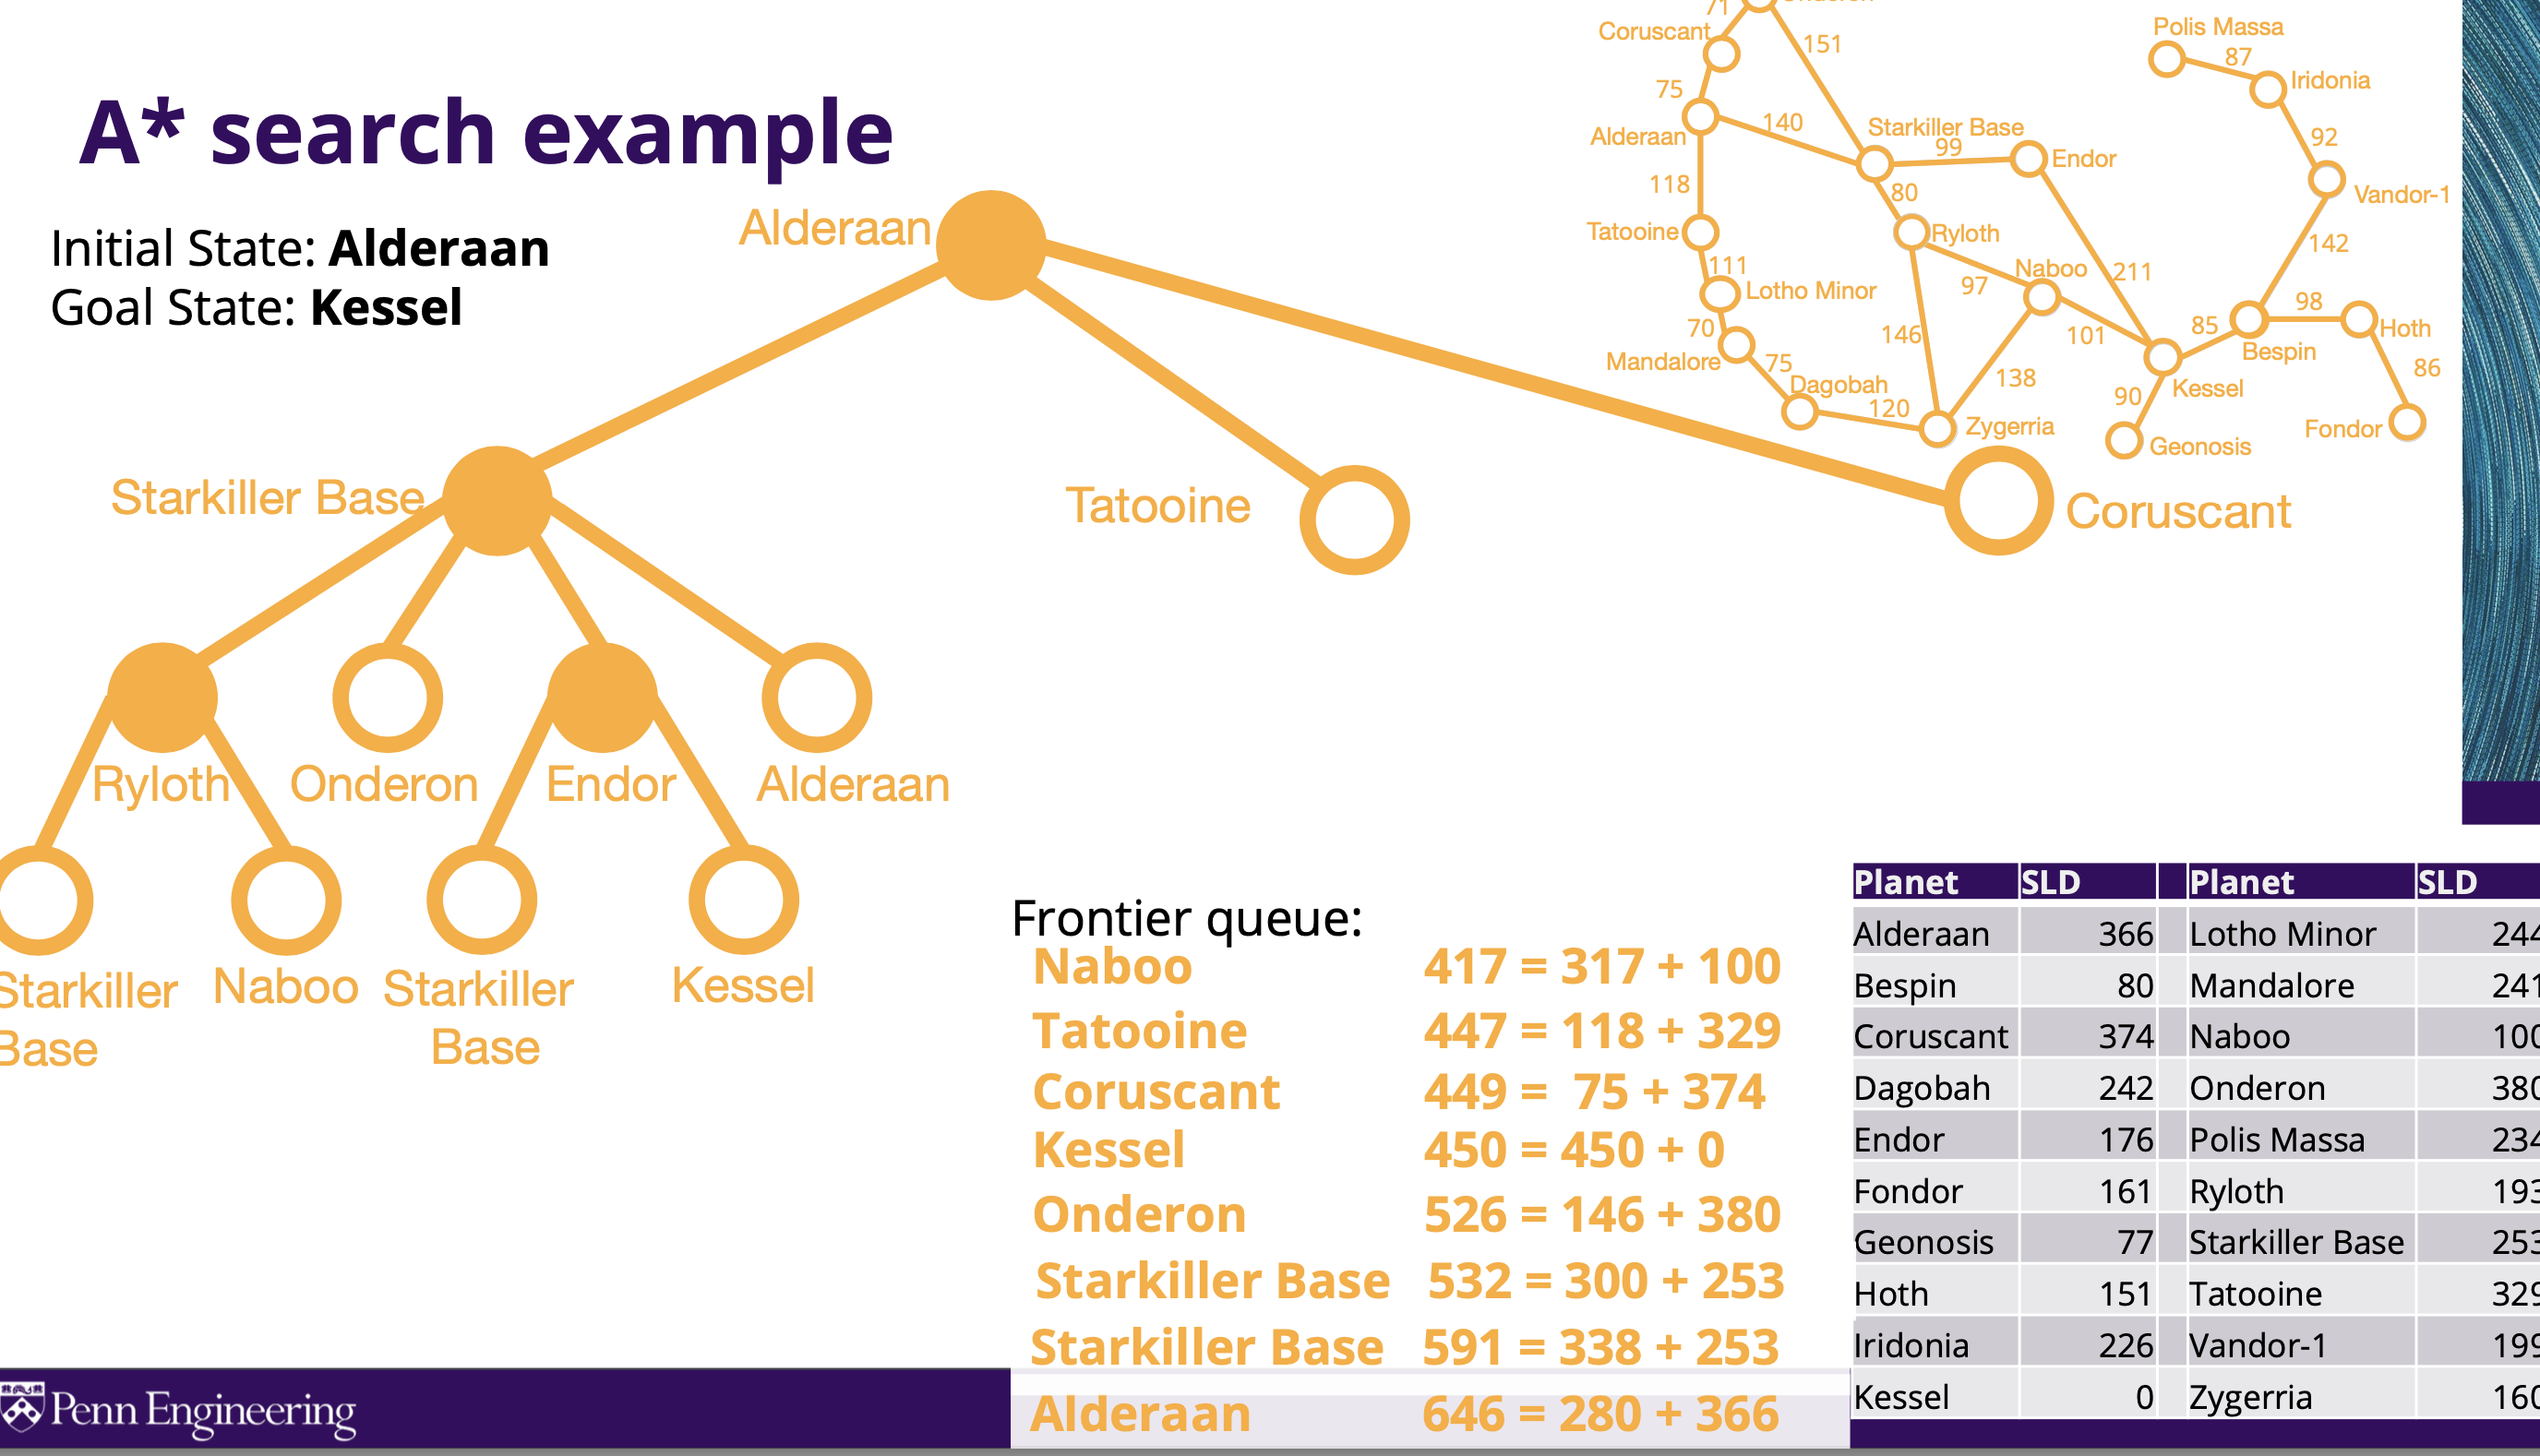 A* search example
Initial State: Alderaan
Goal State: Kessel
Alderaan
Starkiller Base
Tatooine
Coruscant
Ryloth
Onderon
Endor
Alderaan
Starkiller
Base
Naboo
Starkiller
Base
Kessel
71
Coruscant
151
75
Alderaan
140
Starkiller Base
99
Endor
118
80
Tatooine
Ryloth
111
Lotho Minor
97
Naboo
211
70
Mandalore
146
101
75
Dagobah
138
120
Zygerria
Polis Massa
87
Iridonia
92
Vandor-1
142
98
85
Hoth
Bespin
86
Kessel
90
Geonosis
Fondor
Frontier queue:
Naboo 417 = 317 + 100
Tatooine 447 = 118 + 329
Coruscant 449 = 75 + 374
Kessel 450 = 450 + 0
Onderon 526 = 146 + 380
Starkiller Base 532 = 300 + 253
Starkiller Base 591 = 338 + 253
Alderaan 646 = 280 + 366
Planet SLD Planet SLD
Alderaan 366 Lotho Minor 244
Bespin 80 Mandalore 241
Coruscant 374 Naboo 100
Dagobah 242 Onderon 380
Endor 176 Polis Massa 234
Fondor 161 Ryloth 193
Geonosis 77 Starkiller Base 253
Hoth 151 Tatooine 329
Iridonia 226 Vandor-1 199
Kessel 0 Zygerria 160
Penn Engineering